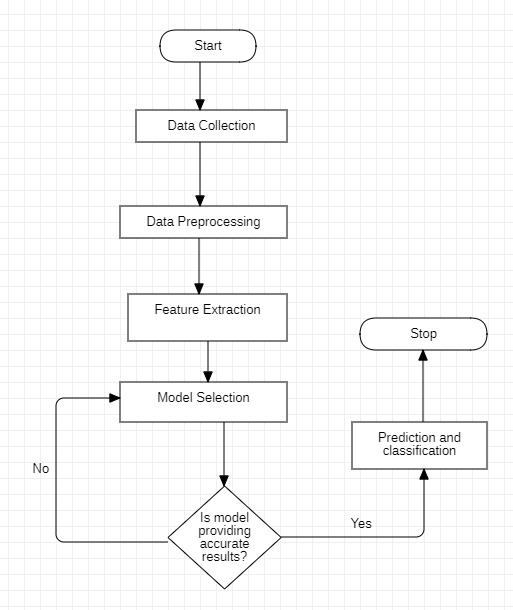 Start
Data Collection
Data Preprocessing
Feature Extraction
Model Selection
No
Is model
providing
accurate
results?
Yes
Prediction and
classification
Stop